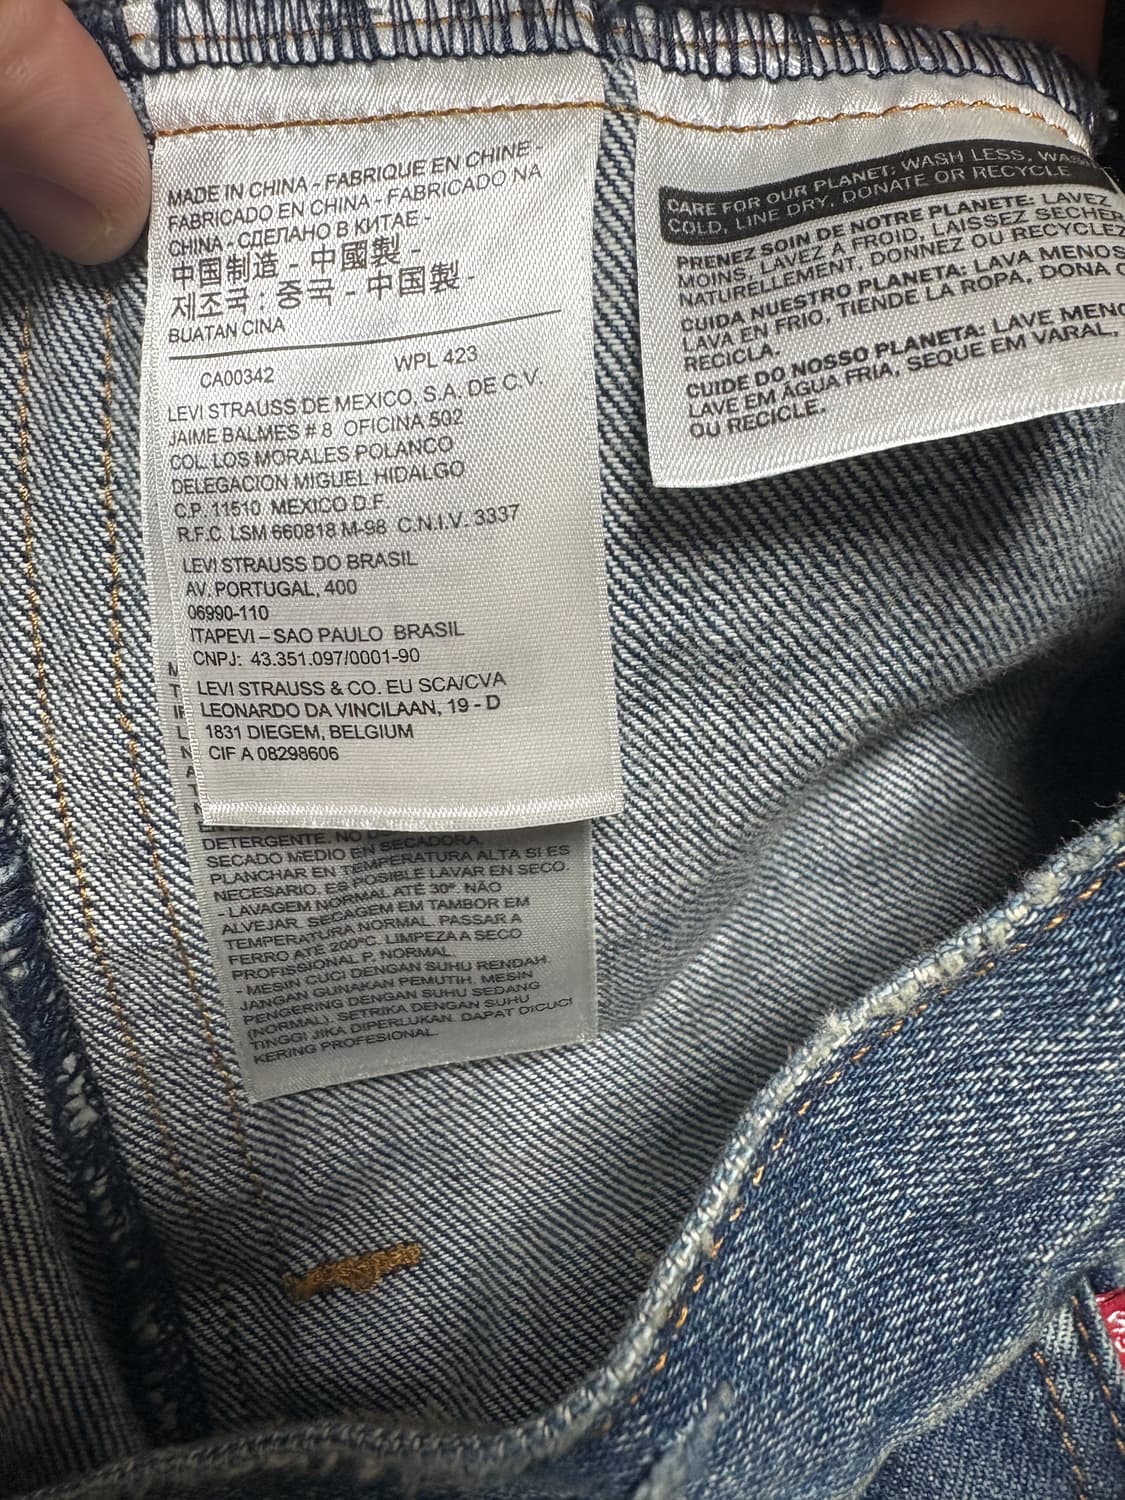 MADE IN CHINA - FABRIQUE EN CHINE -
FABRICADO EN CHINA - FABRICADO NA
CHINA - СДЕЛАНО В КИТАЕ -
中国制造 - 中國製 -
제조국 : 중국 - 中国製 -
BUATAN CINA
CA00342 WPL 423
LEVI STRAUSS DE MEXICO, S.A. DE C.V.
JAIME BALMES # 8 OFICINA 502
COL. LOS MORALES POLANCO
DELEGACION MIGUEL HIDALGO
C.P. 11510 MEXICO D.F.
R.F.C. LSM 660818 M-98 C.N.I.V. 3337
LEVI STRAUSS DO BRASIL
AV. PORTUGAL, 400
06990-110
ITAPEVI – SAO PAULO BRASIL
CNPJ: 43.351.097/0001-90
LEVI STRAUSS & CO. EU SCA/CVA
LEONARDO DA VINCILAAN, 19 - D
1831 DIEGEM, BELGIUM
CIF A 08298606
DETERGENTE. NO
SECADO MEDIO EN SECADORA.
PLANCHAR EN TEMPERATURA ALTA SI ES
NECESARIO. ES POSIBLE LAVAR EN SECO.
- LAVAGEM NORMAL ATÉ 30º. NÃO
ALVEJAR. SECAGEM EM TAMBOR EM
TEMPERATURA NORMAL. PASSAR A
FERRO ATÉ 200ºC. LIMPEZA A SECO
PROFISSIONAL P, NORMAL.
- MESIN CUCI DENGAN SUHU RENDAH.
JANGAN GUNAKAN PEMUTIH. MESIN
PENGERING DENGAN SUHU SEDANG
(NORMAL). SETRIKA DENGAN SUHU
TINGGI JIKA DIPERLUKAN. DAPAT DICUCI
KERING PROFESIONAL.
CARE FOR OUR PLANET: WASH LESS, WASH
COLD, LINE DRY, DONATE OR RECYCLE
PRENEZ SOIN DE NOTRE PLANETE: LAVEZ
MOINS, LAVEZ A FROID, LAISSEZ SECHER
NATURELLEMENT, DONNEZ OU RECYCLEZ
CUIDA NUESTRO PLANETA: LAVA MENOS
LAVA EN FRIO, TIENDE LA ROPA, DONA O
RECICLA.
CUIDE DO NOSSO PLANETA: LAVE MENOS
LAVE EM ÁGUA FRIA, SEQUE EM VARAL,
OU RECICLE.